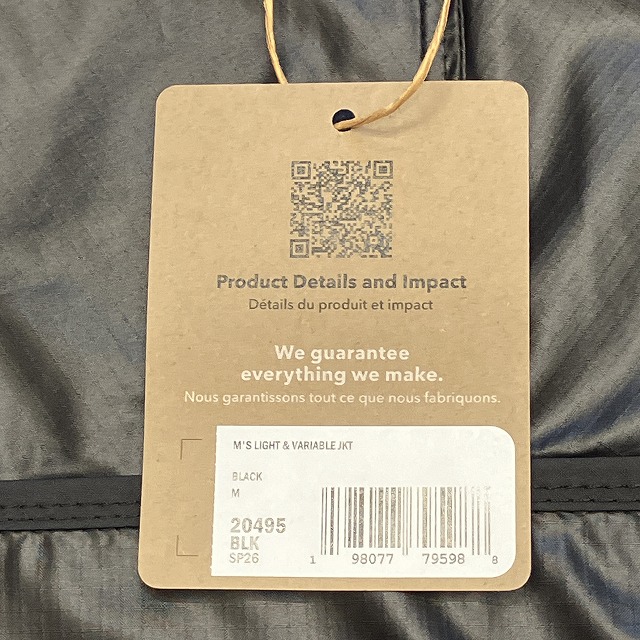 Product Details and Impact
Détails du produit et impact
We guarantee
everything we make.
Nous garantissons tout ce que nous fabriquons.
M'S LIGHT & VARIABLE JKT
BLACK
M
20495
BLK
SP26
1 98077 79598 8